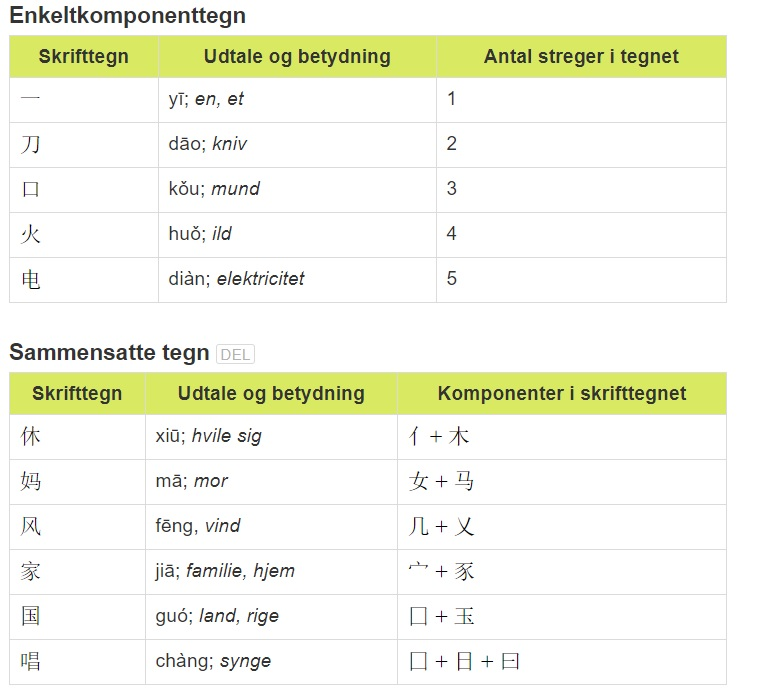 Enkeltkomponenttegn
Skrifttegn Udtale og betydning Antal streger i tegnet
一 yī; en, et 1
刀 dāo; kniv 2
口 kǒu; mund 3
火 huǒ; ild 4
电 diàn; elektricitet 5
Sammensatte tegn DEL
Skrifttegn Udtale og betydning Komponenter i skrifttegnet
休 xiū; hvile sig 亻 + 木
妈 mā; mor 女 + 马
风 fēng, vind 几 + 乂
家 jiā; familie, hjem 宀 + 豕
国 guó; land, rige 囗 + 玉
唱 chàng; synge 囗 + 日 + 曰